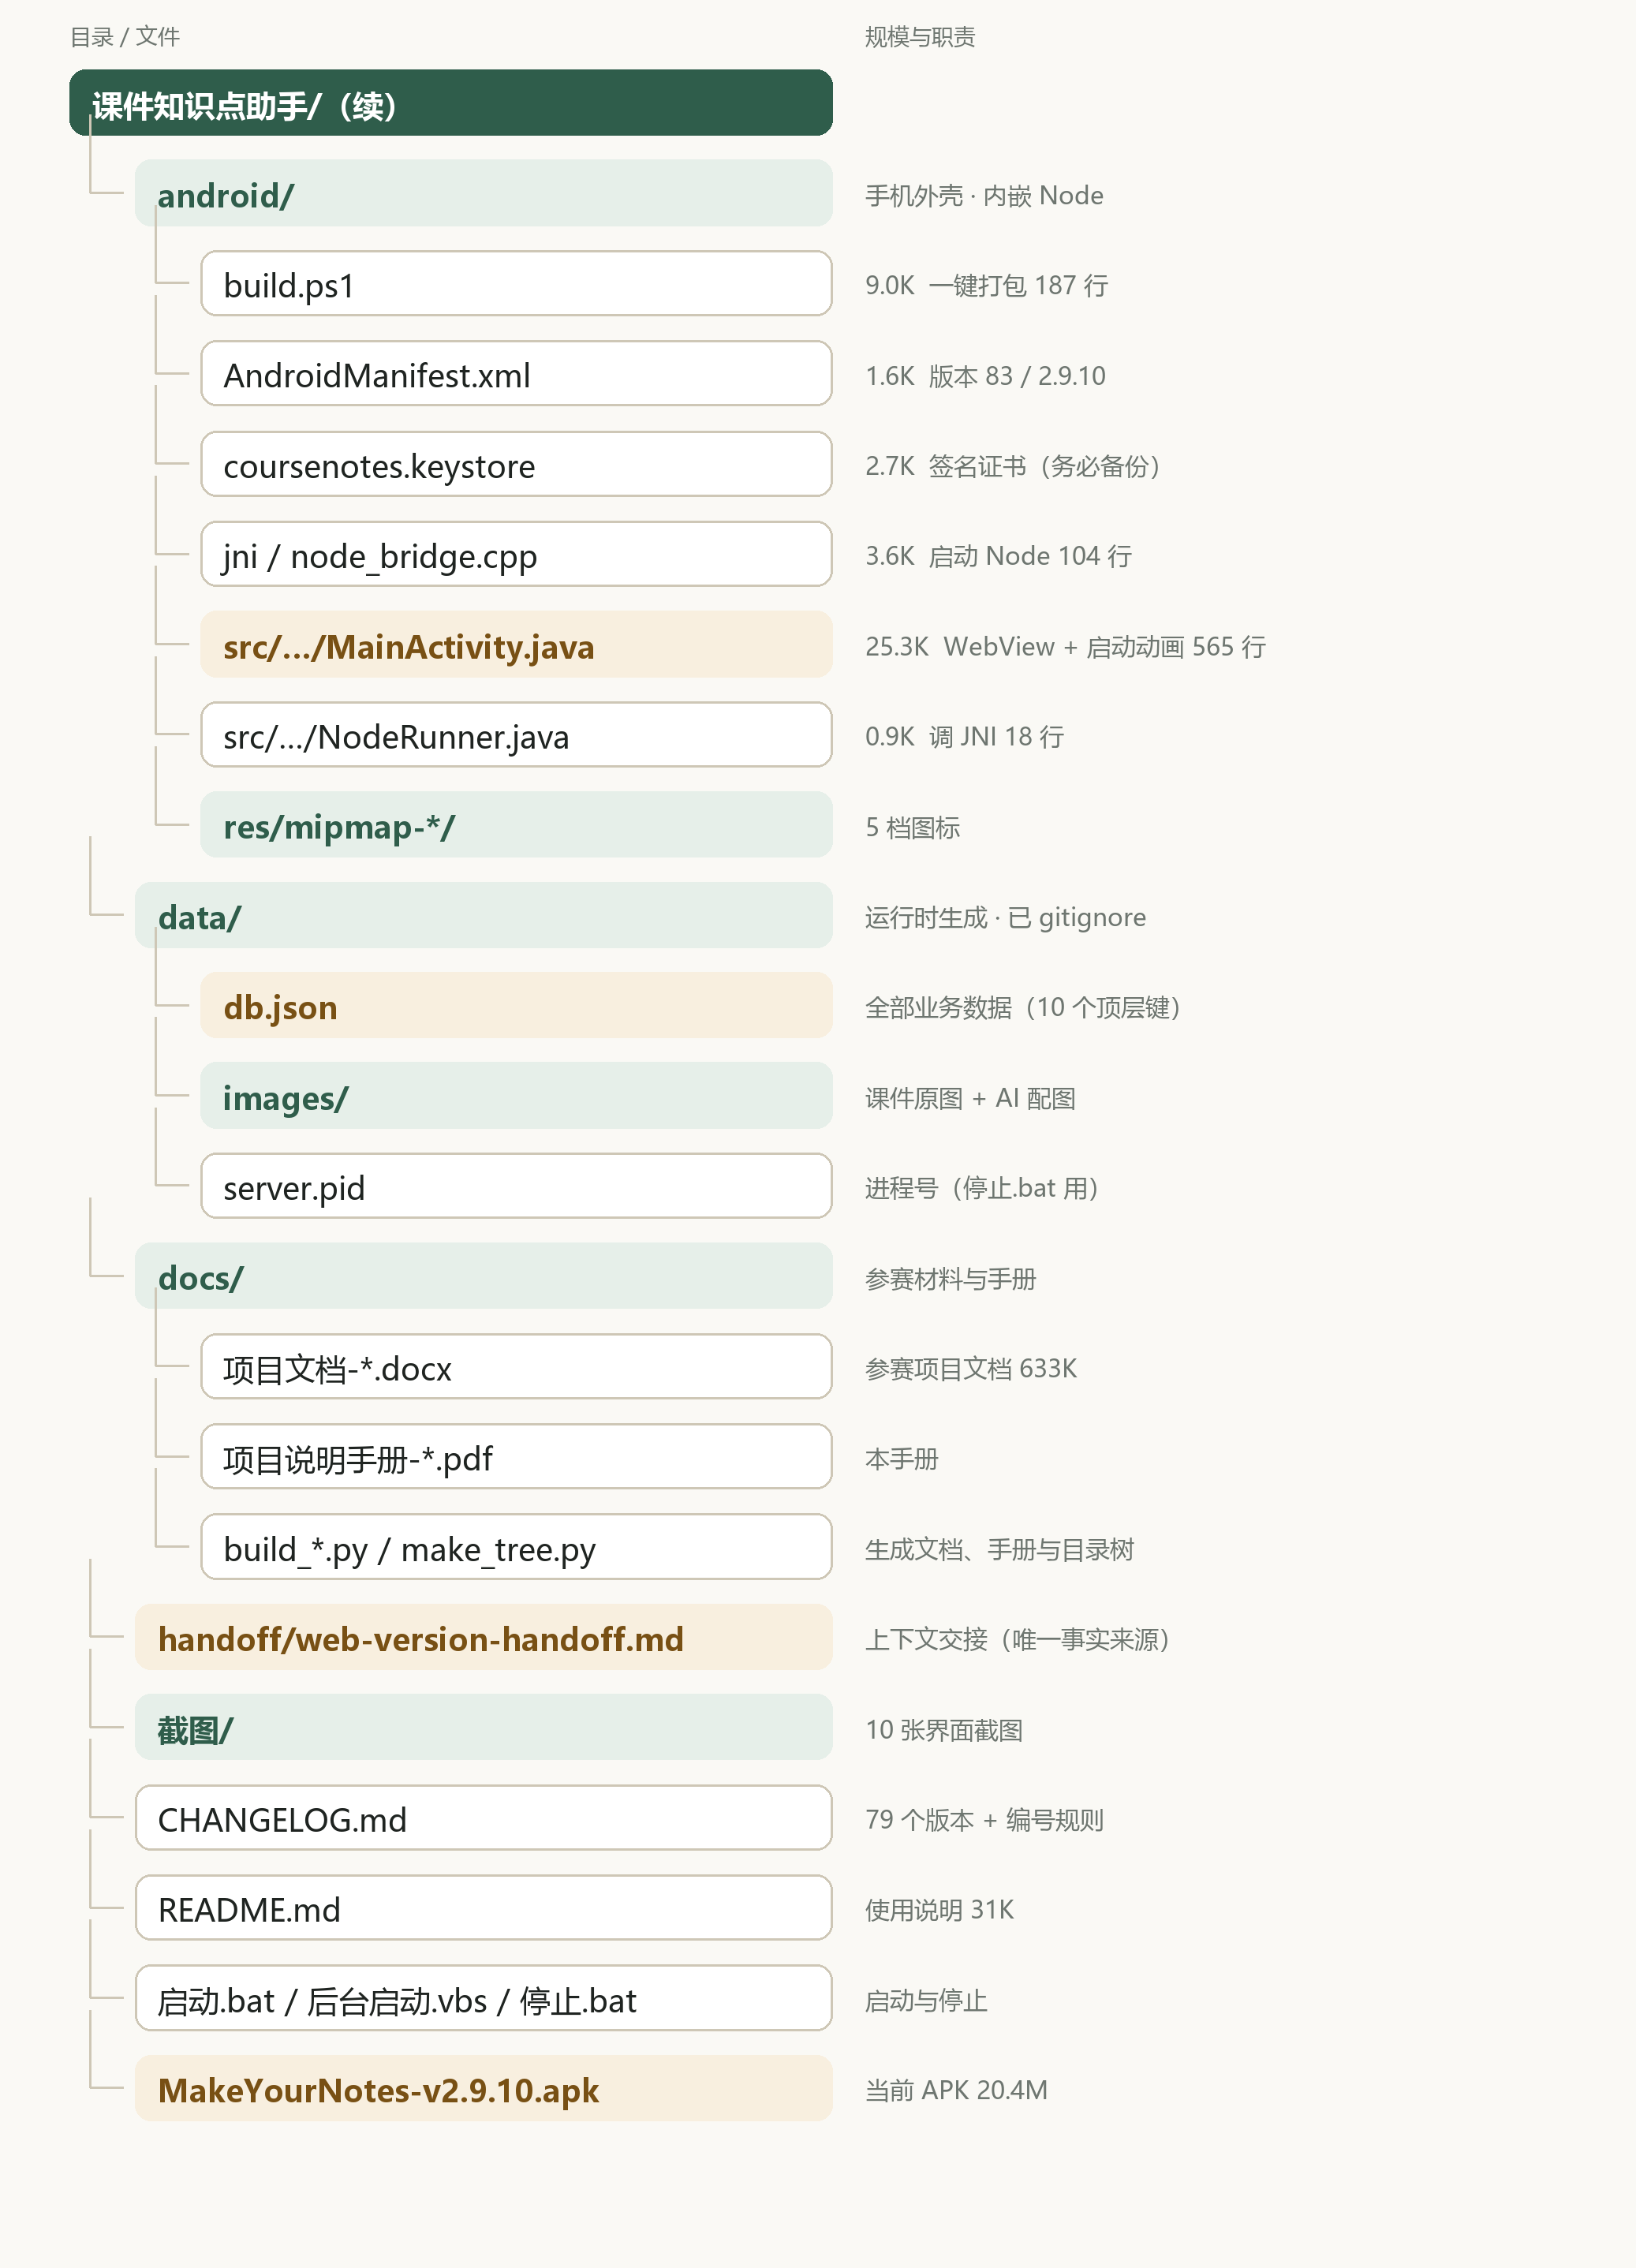 目录 / 文件 规模与职责
课件知识点助手/（续）
android/ 手机外壳 · 内嵌 Node
build.ps1 9.0K 一键打包 187 行
AndroidManifest.xml 1.6K 版本 83 / 2.9.10
coursenotes.keystore 2.7K 签名证书（务必备份）
jni / node_bridge.cpp 3.6K 启动 Node 104 行
src/.../MainActivity.java 25.3K WebView + 启动动画 565 行
src/.../NodeRunner.java 0.9K 调 JNI 18 行
res/mipmap-*/ 5 档图标
data/ 运行时生成 · 已 gitignore
db.json 全部业务数据（10 个顶层键）
images/ 课件原图 + AI 配图
server.pid 进程号（停止.bat 用）
docs/ 参赛材料与手册
项目文档-*.docx 参赛项目文档 633K
项目说明手册-*.pdf 本手册
build_*.py / make_tree.py 生成文档、手册与目录树
handoff/web-version-handoff.md 上下文交接（唯一事实来源）
截图/ 10 张界面截图
CHANGELOG.md 79 个版本 + 编号规则
README.md 使用说明 31K
启动.bat / 后台启动.vbs / 停止.bat 启动与停止
MakeYourNotes-v2.9.10.apk 当前 APK 20.4M